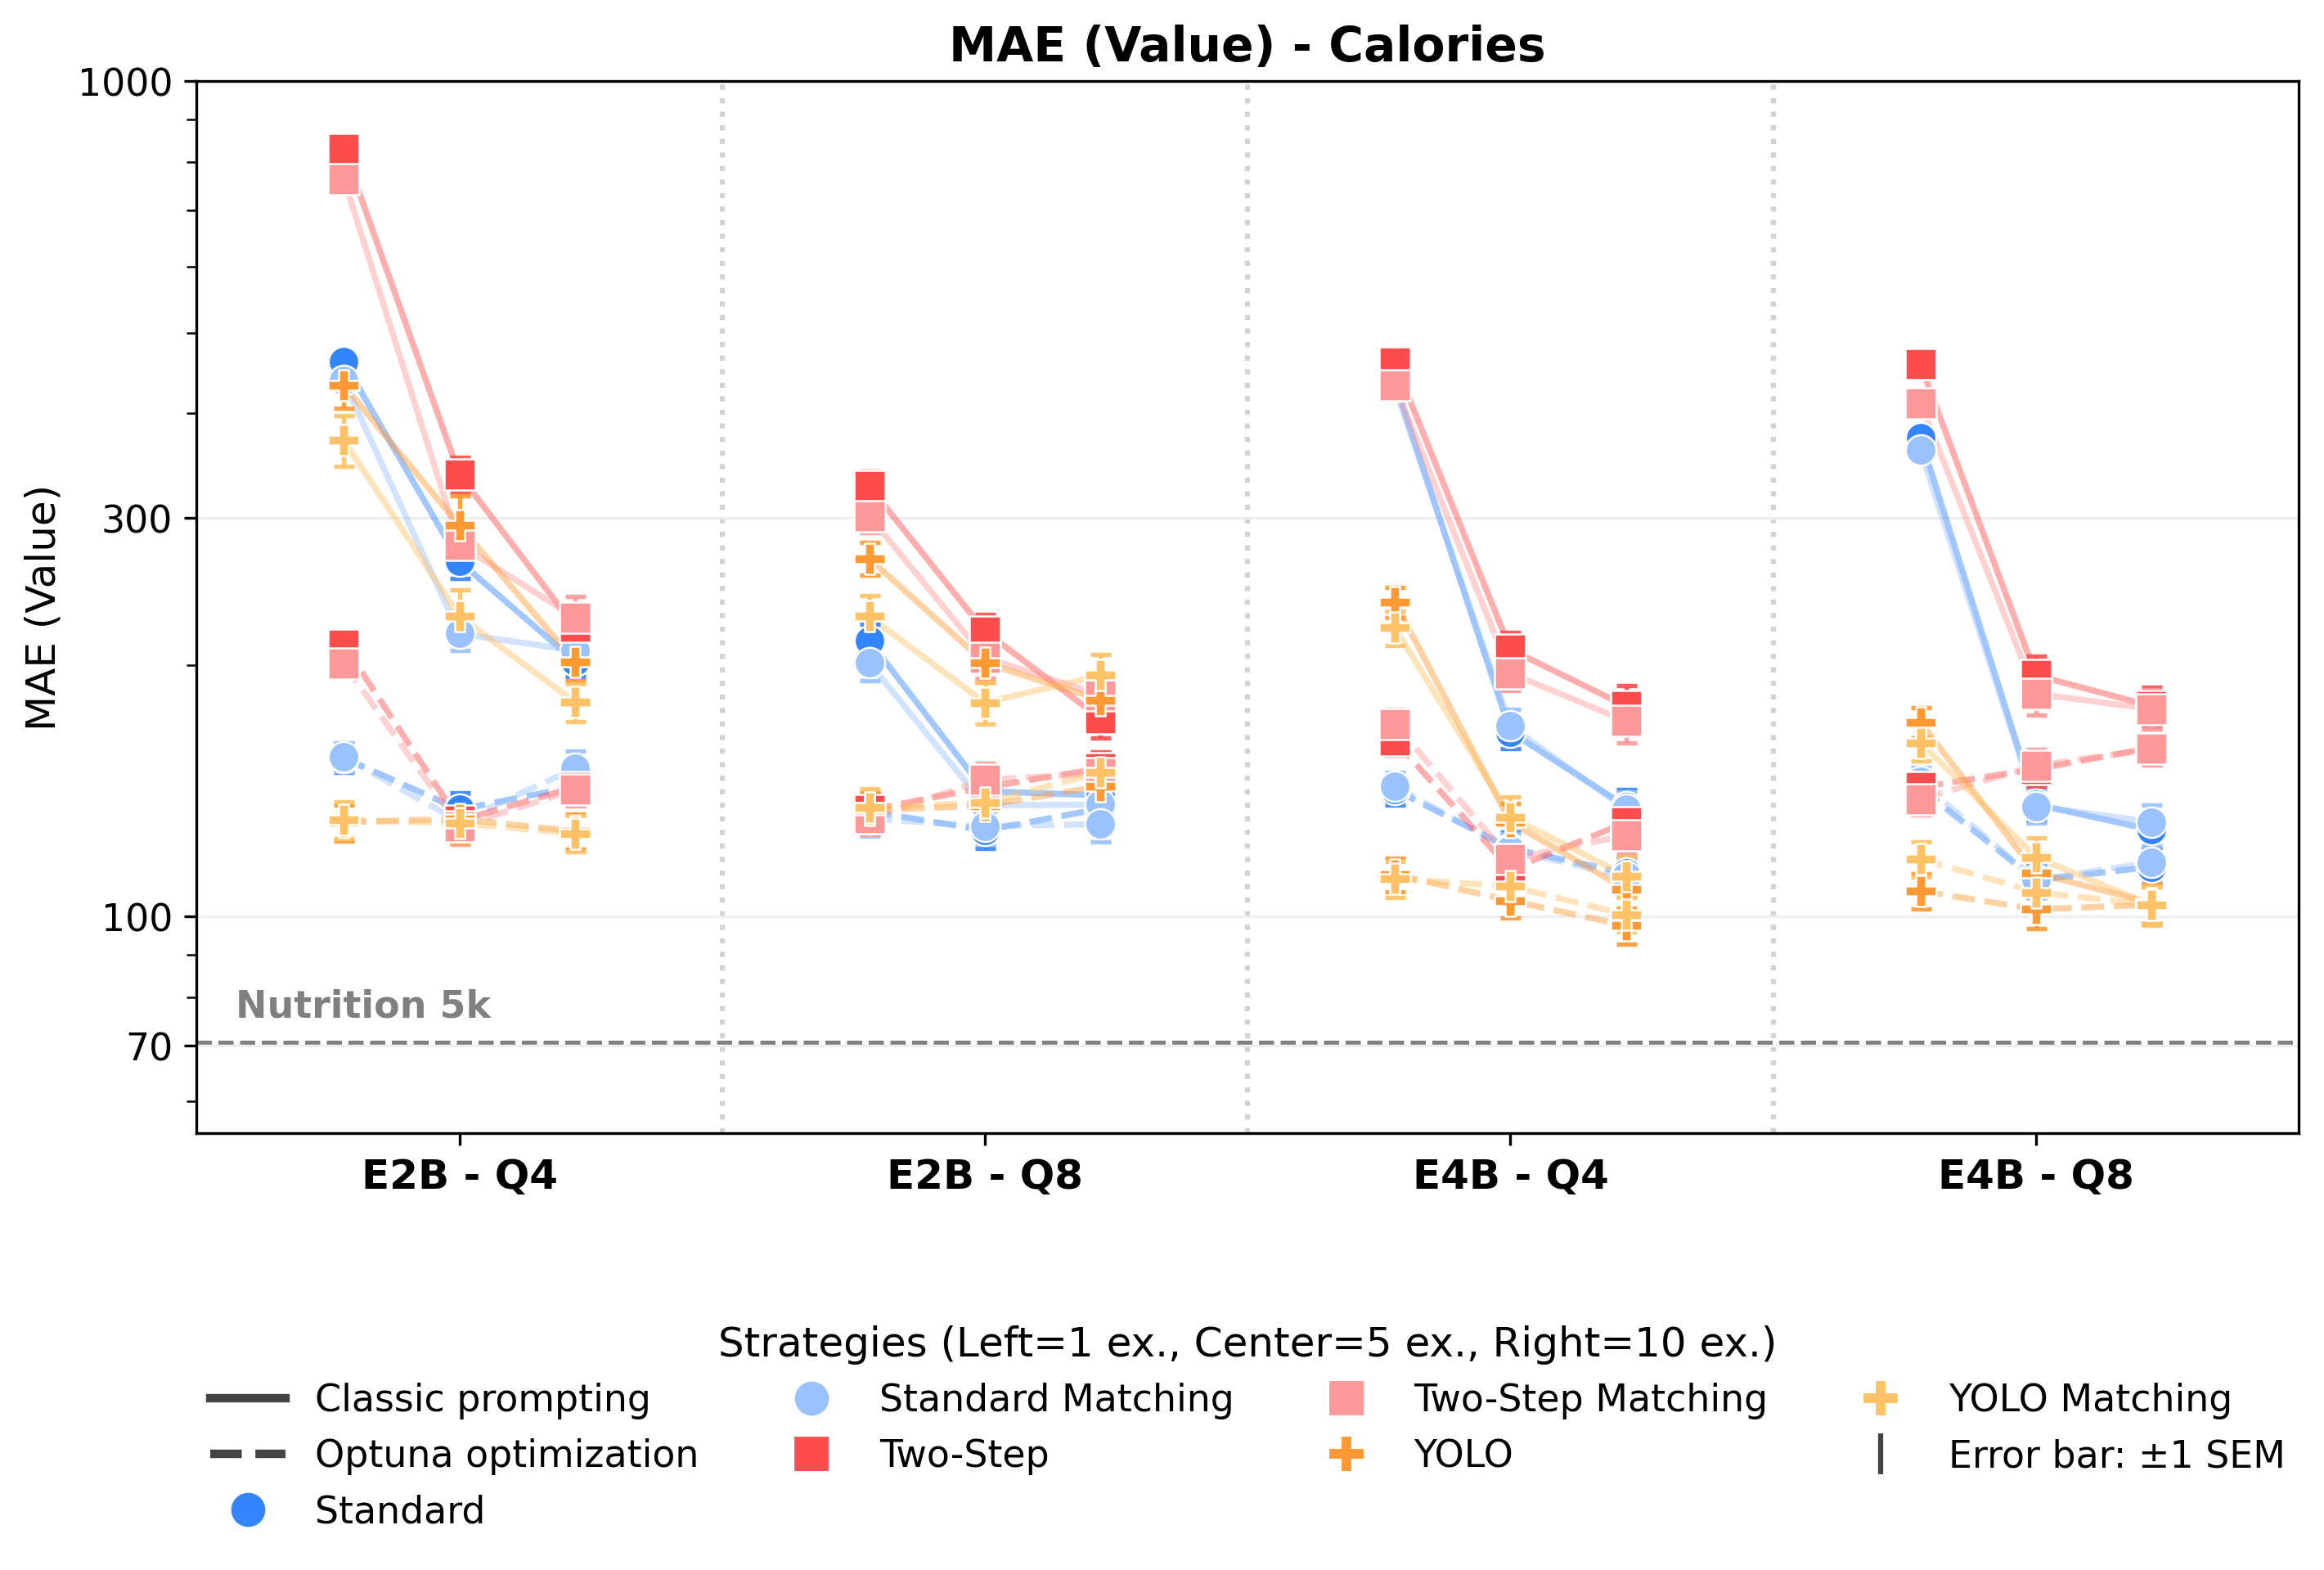 MAE (Value) - Calories
1000
300
100
70
MAE (Value)
Nutrition 5k
E2B - Q4
E2B - Q8
E4B - Q4
E4B - Q8
Strategies (Left=1 ex., Center=5 ex., Right=10 ex.)
Classic prompting
Optuna optimization
Standard
Standard Matching
Two-Step
Two-Step Matching
YOLO
YOLO Matching
Error bar: ±1 SEM